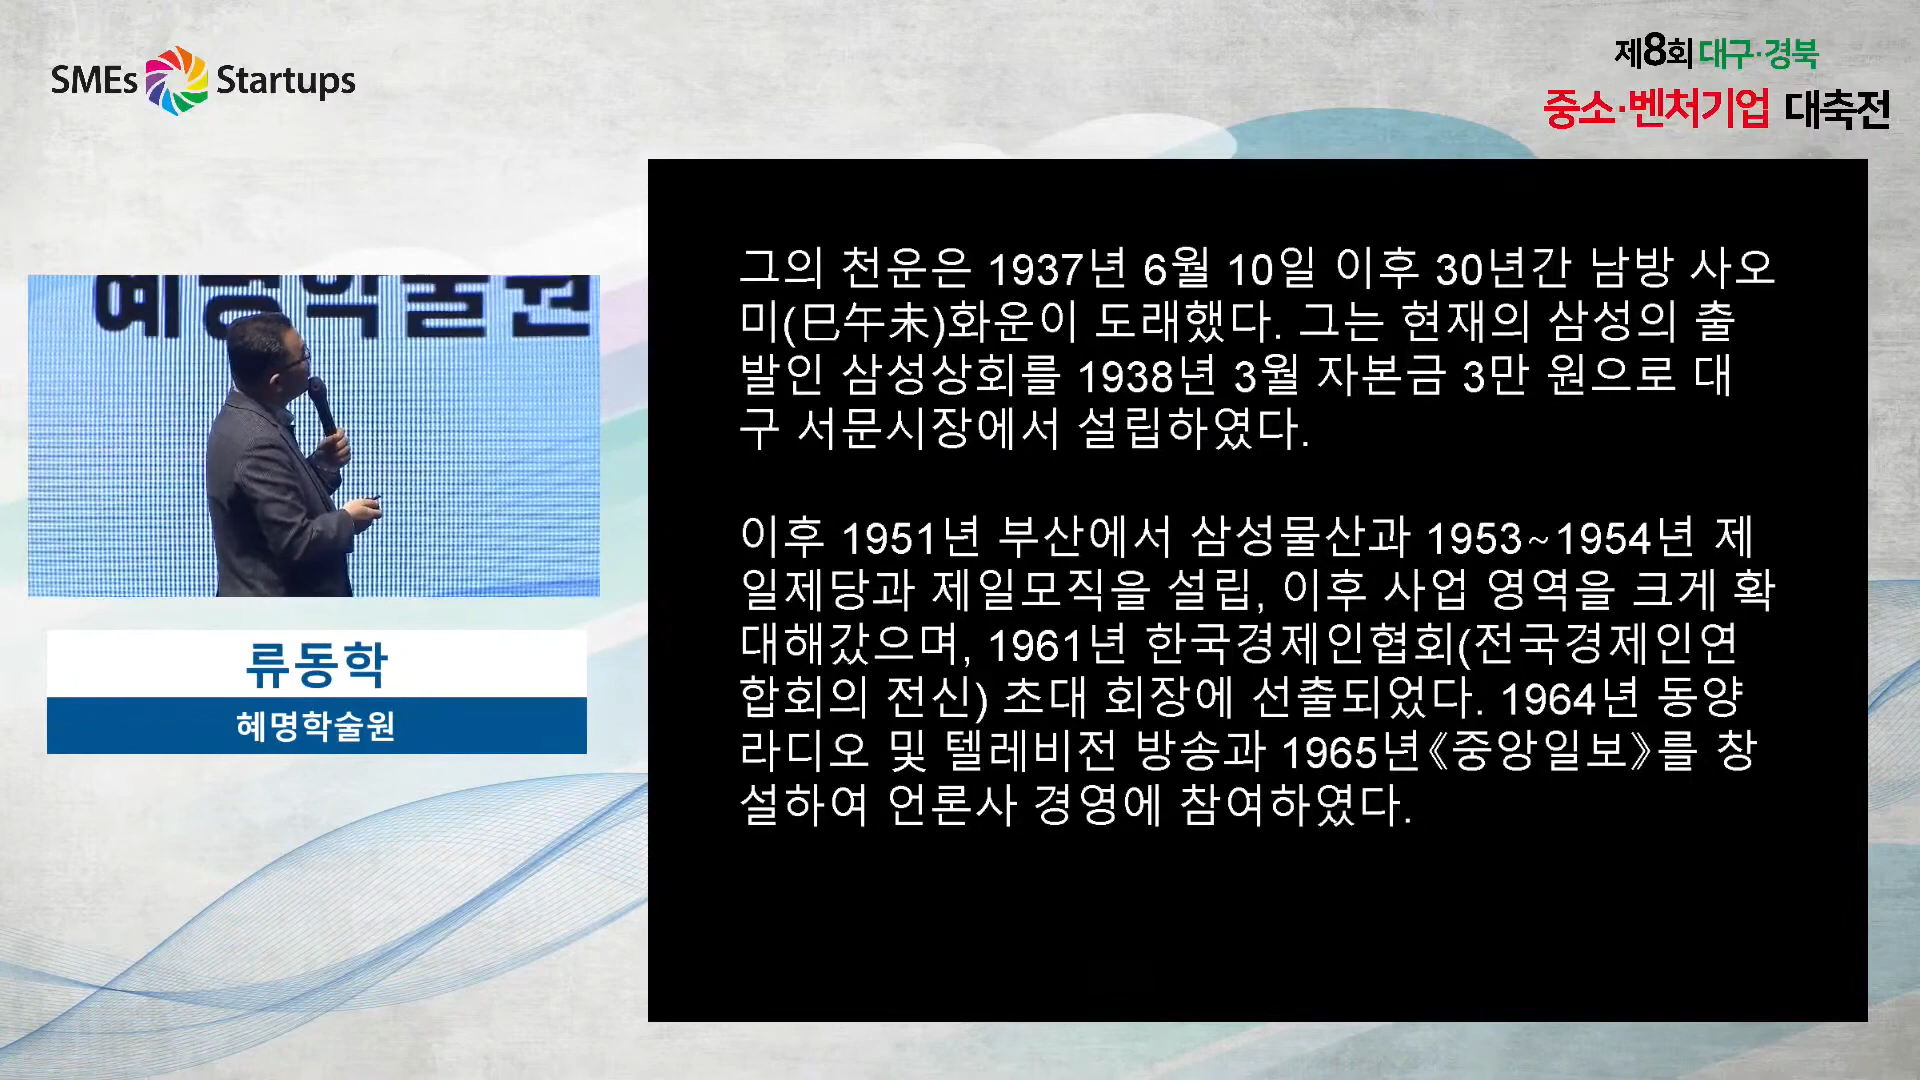 SMEs Startups
제8회 대구·경북
중소·벤처기업 대축전
혜명학술원
류동학
혜명학술원
그의 천운은 1937년 6월 10일 이후 30년간 남방 사오
미(巳午未)화운이 도래했다. 그는 현재의 삼성의 출
발인 삼성상회를 1938년 3월 자본금 3만 원으로 대
구 서문시장에서 설립하였다.
이후 1951년 부산에서 삼성물산과 1953~1954년 제
일제당과 제일모직을 설립, 이후 사업 영역을 크게 확
대해갔으며, 1961년 한국경제인협회(전국경제인연
합회의 전신) 초대 회장에 선출되었다. 1964년 동양
라디오 및 텔레비전 방송과 1965년《중앙일보》를 창
설하여 언론사 경영에 참여하였다.